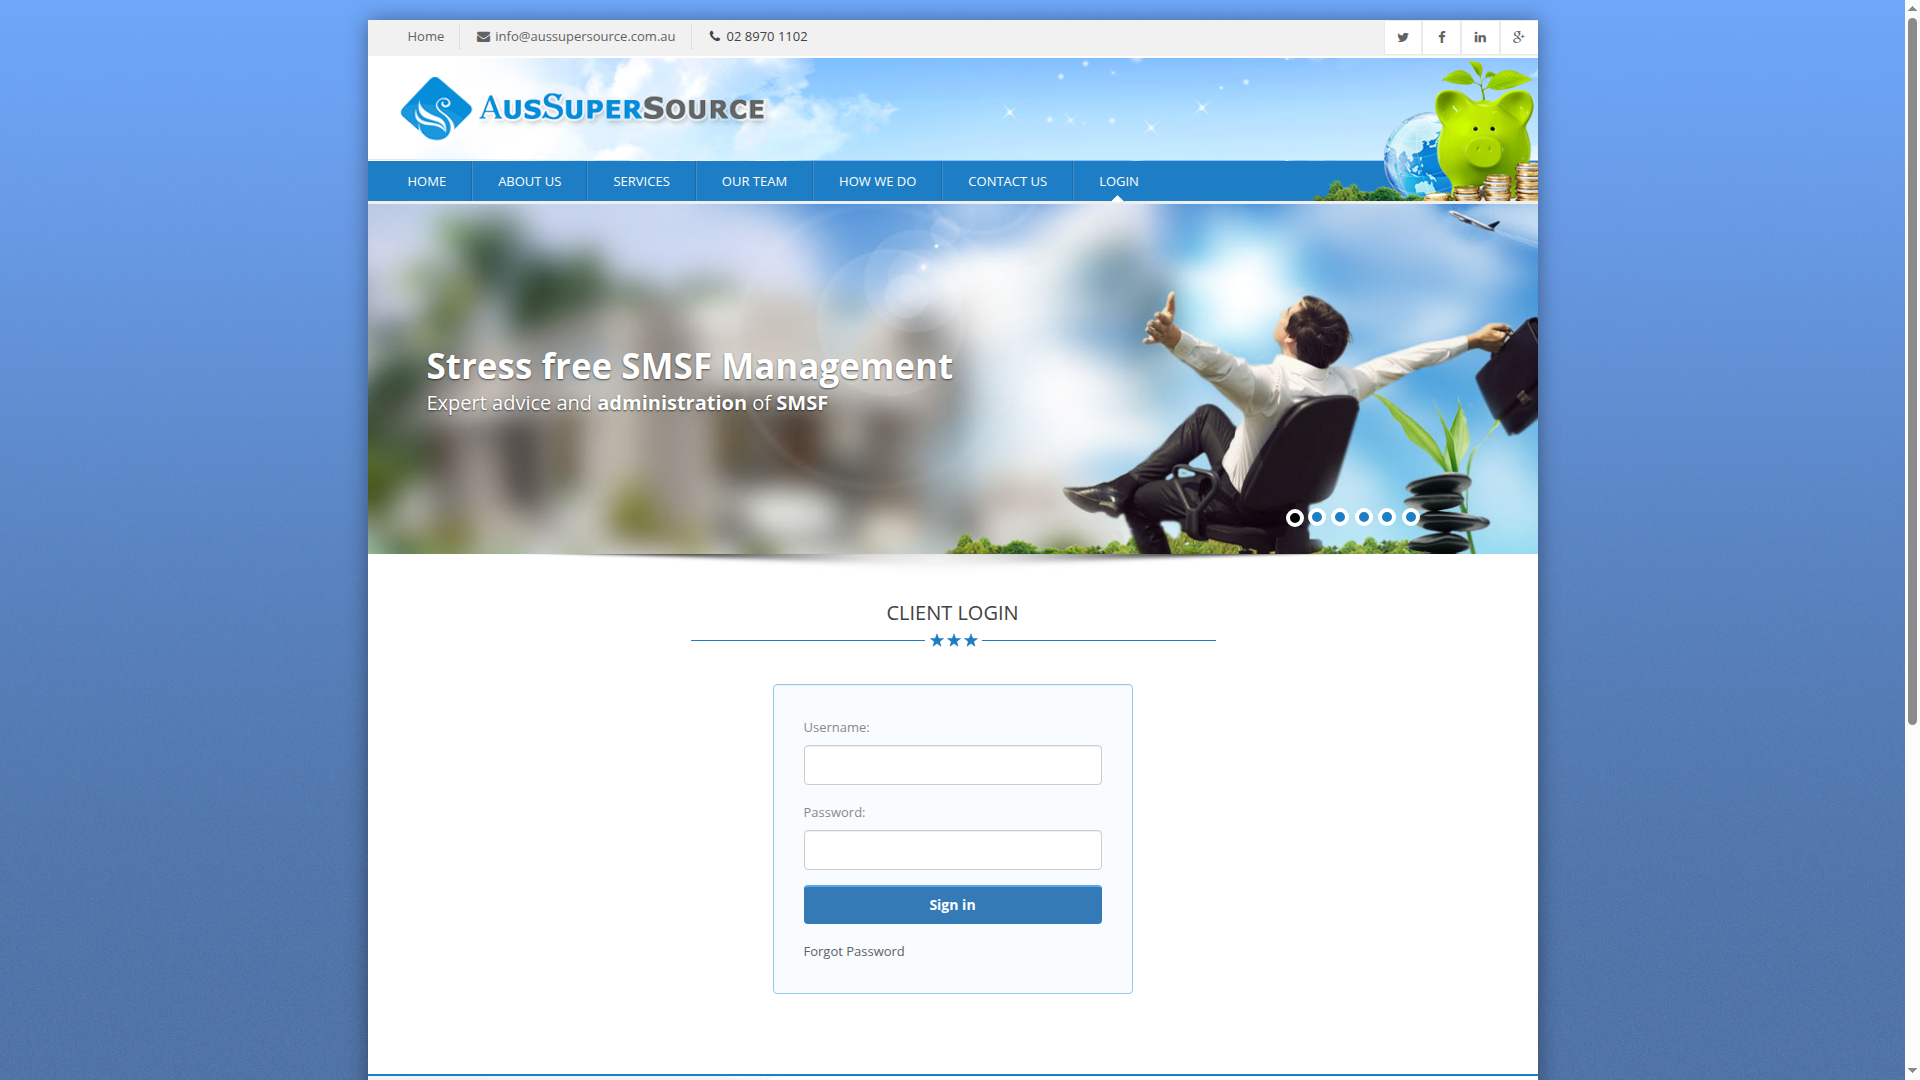 Home
info@aussupersource.com.au
02 8970 1102
AUSSUPERSOURCE
HOME
ABOUT US
SERVICES
OUR TEAM
HOW WE DO
CONTACT US
LOGIN
Stress free SMSF Management
Expert advice and administration of SMSF
CLIENT LOGIN
Username:
Password:
Sign in
Forgot Password